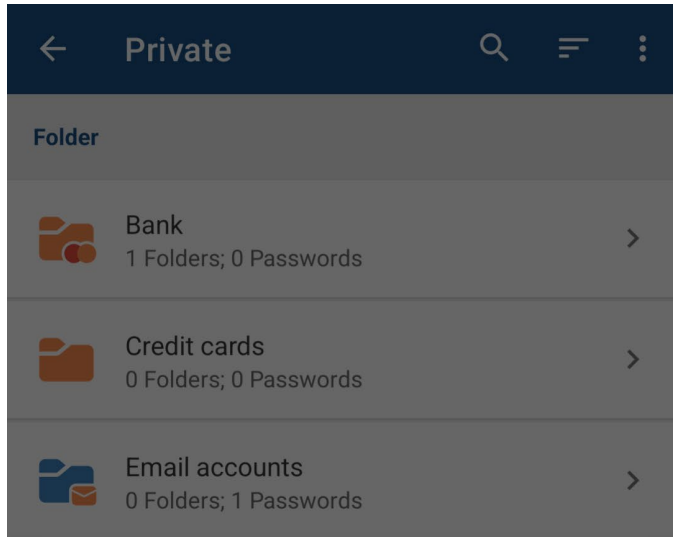 Private
Folder
Bank
1 Folders; 0 Passwords
Credit cards
0 Folders; 0 Passwords
Email accounts
0 Folders; 1 Passwords